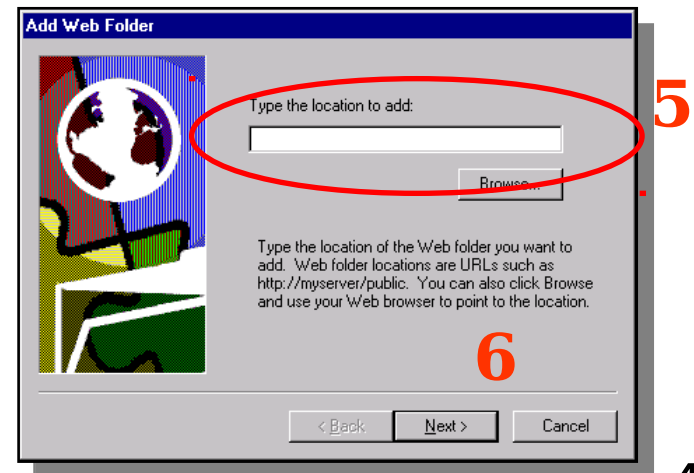 Add Web Folder
Type the location to add:
5
Browse...
Type the location of the Web folder you want to
add. Web folder locations are URLs such as
http://myserver/public. You can also click Browse
and use your Web browser to point to the location.
6
< Back
Next >
Cancel